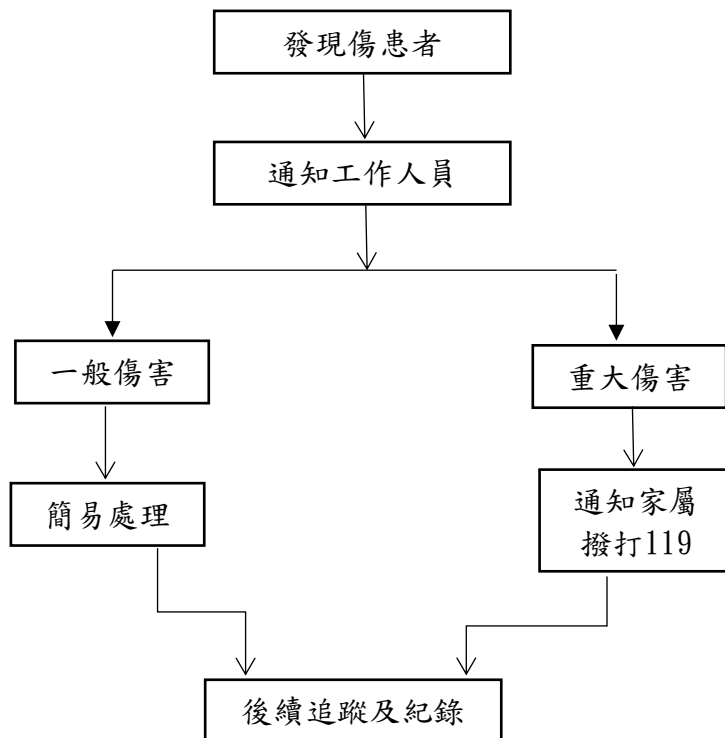 發現傷患者
通知工作人員
一般傷害
重大傷害
簡易處理
通知家屬
撥打119
後續追蹤及紀錄